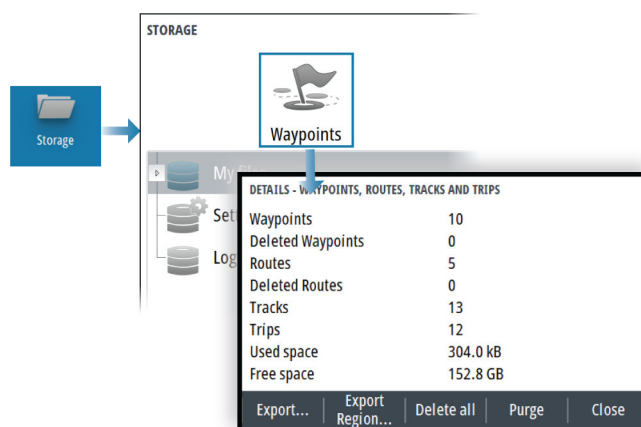 STORAGE
Storage
Waypoints
My
Set
Log
DETAILS - WAYPOINTS, ROUTES, TRACKS AND TRIPS
Waypoints 10
Deleted Waypoints 0
Routes 5
Deleted Routes 0
Tracks 13
Trips 12
Used space 304.0 kB
Free space 152.8 GB
Export...
Export
Region...
Delete all
Purge
Close